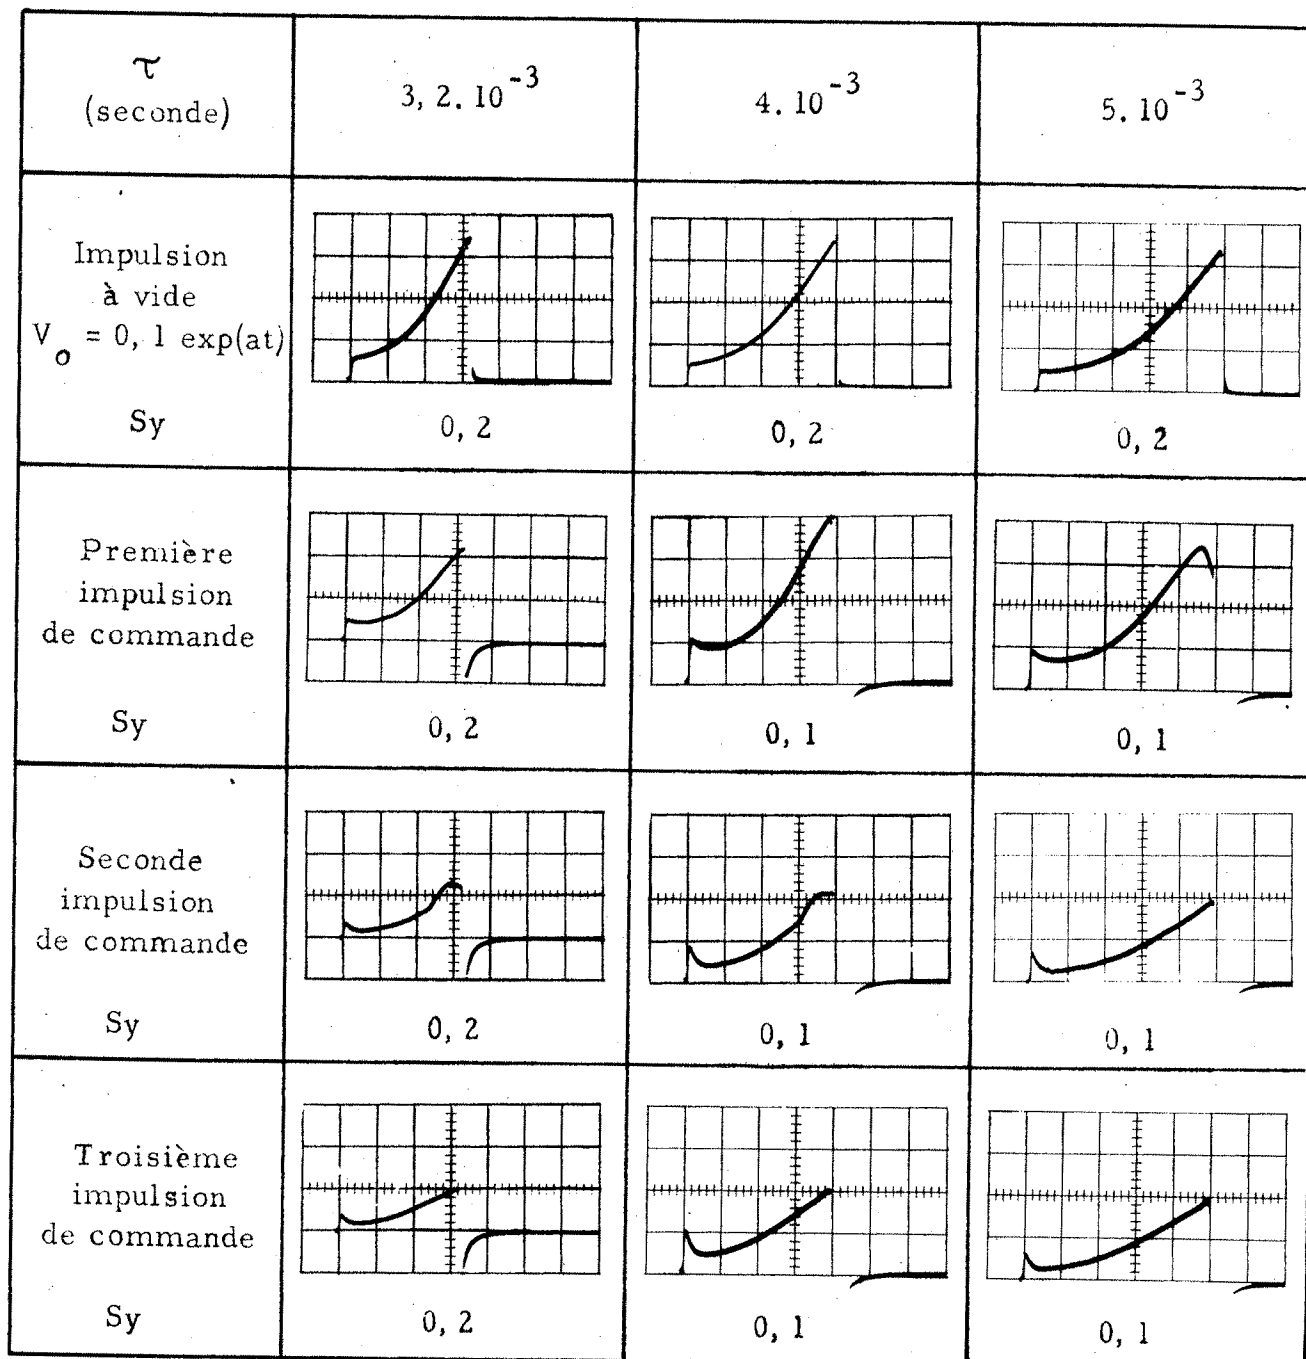 τ
(seconde)
3, 2. 10⁻³
4. 10⁻³
5. 10⁻³
Impulsion
à vide
V₀ = 0, 1 exp(at)
Sy
0, 2
0, 2
0, 2
Première
impulsion
de commande
Sy
0, 2
0, 1
0, 1
Seconde
impulsion
de commande
Sy
0, 2
0, 1
0, 1
Troisième
impulsion
de commande
Sy
0, 2
0, 1
0, 1